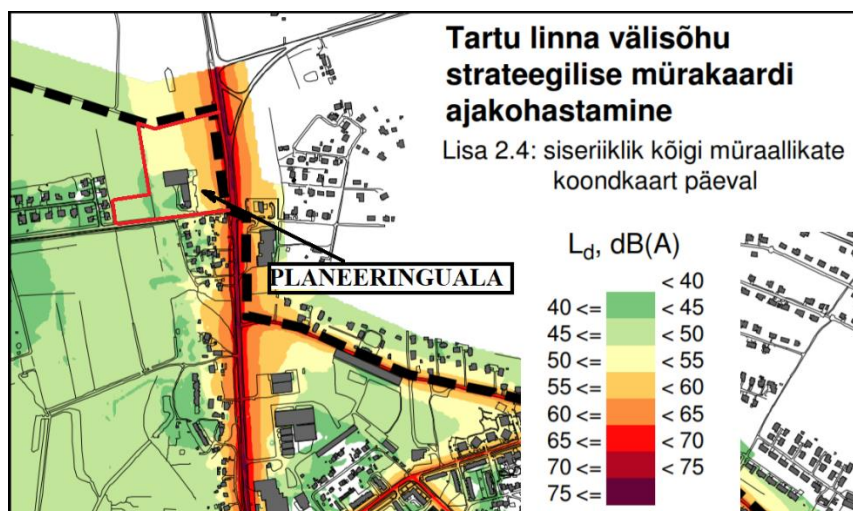 Tartu linna välisõhu
strateegilise mürakaardi
ajakohastamine
Lisa 2.4: siseriiklik kõigi müraallikate
koondkaart päeval
PLANEERINGUALA
Ld, dB(A)
< 40
40 <= < 45
45 <= < 50
50 <= < 55
55 <= < 60
60 <= < 65
65 <= < 70
70 <= < 75
75 <=